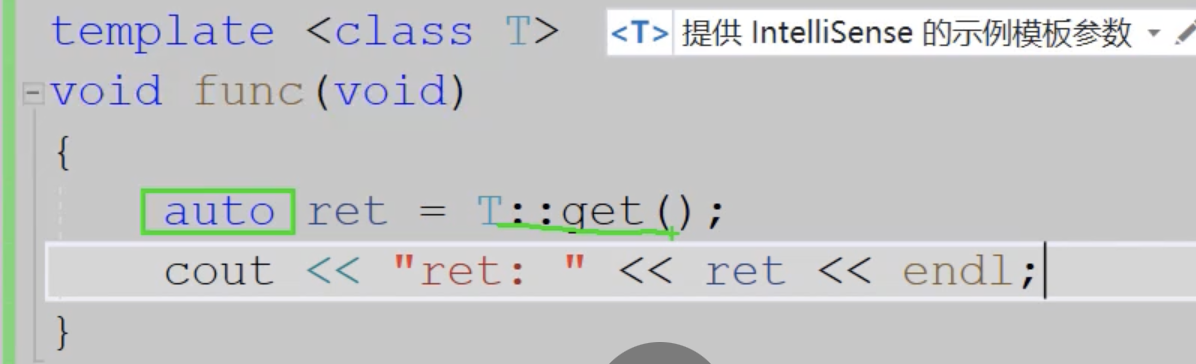 template <class T> <T> 提供 IntelliSense 的示例模板参数
void func(void)
{
auto ret = T::get();
cout << "ret: " << ret << endl;
}